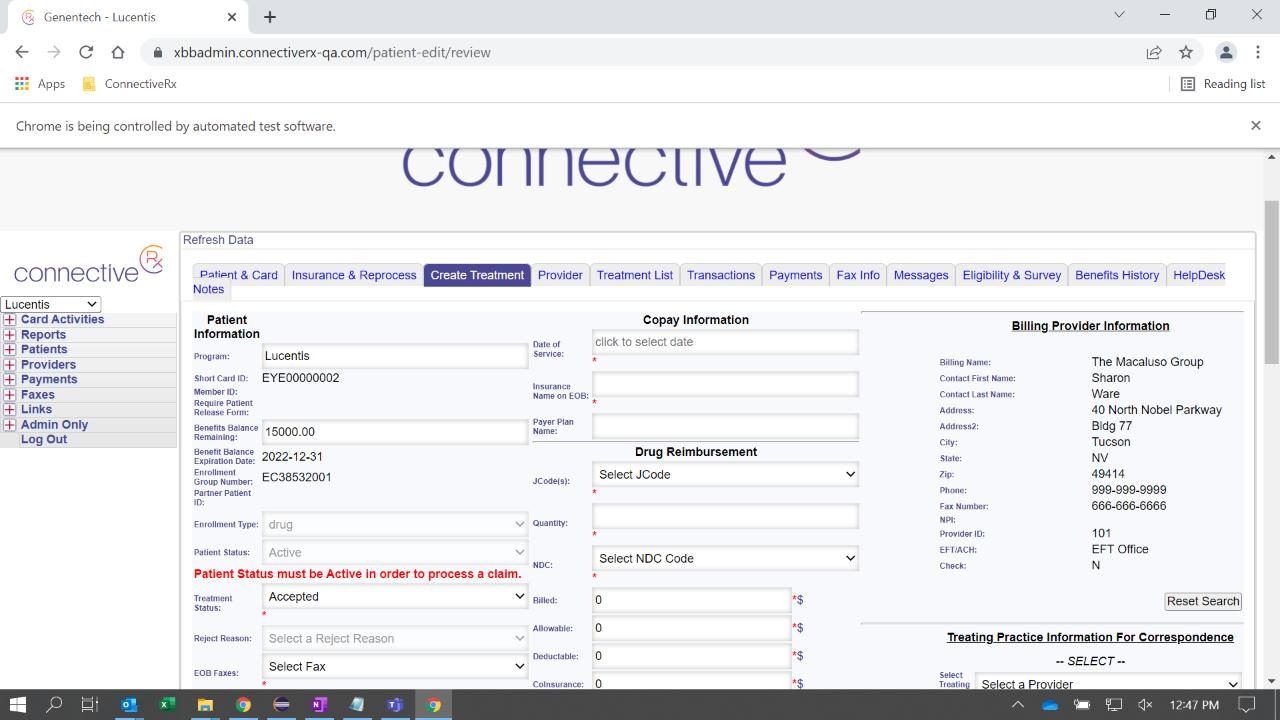 Genentech - Lucentis
xbbadmin.connectiverx-qa.com/patient-edit/review
Apps
ConnectiveRx
Reading list
Chrome is being controlled by automated test software.
connective
Refresh Data
connective Rx
Patient & Card
Insurance & Reprocess
Create Treatment
Provider
Treatment List
Transactions
Payments
Fax Info
Messages
Eligibility & Survey
Benefits History
HelpDesk
Notes
Lucentis
Card Activities
Reports
Patients
Providers
Payments
Faxes
Links
Admin Only
Log Out
Patient
Information
Program: Lucentis
Short Card ID: EYE00000002
Member ID:
Require Patient
Release Form:
Benefits Balance
Remaining: 15000.00
Benefit Balance
Expiration Date: 2022-12-31
Enrollment
Group Number: EC38532001
Partner Patient
ID:
Enrollment Type: drug
Patient Status: Active
Patient Status must be Active in order to process a claim.
Treatment
Status: Accepted
*
Reject Reason: Select a Reject Reason
EOB Faxes: Select Fax
*
Copay Information
Date of
Service: click to select date
*
Insurance
Name on EOB:
*
Payer Plan
Name:
Drug Reimbursement
JCode(s): Select JCode
*
Quantity:
*
NDC: Select NDC Code
*
Billed: 0 *$
Allowable: 0 *$
Deductable: 0 *$
CoInsurance: 0 *$
Billing Provider Information
Billing Name: The Macaluso Group
Contact First Name: Sharon
Contact Last Name: Ware
Address: 40 North Nobel Parkway
Address2: Bldg 77
City: Tucson
State: NV
Zip: 49414
Phone: 999-999-9999
Fax Number: 666-666-6666
NPI:
Provider ID: 101
EFT/ACH: EFT Office
Check: N
Reset Search
Treating Practice Information For Correspondence
-- SELECT --
Select
Treating Select a Provider
12:47 PM